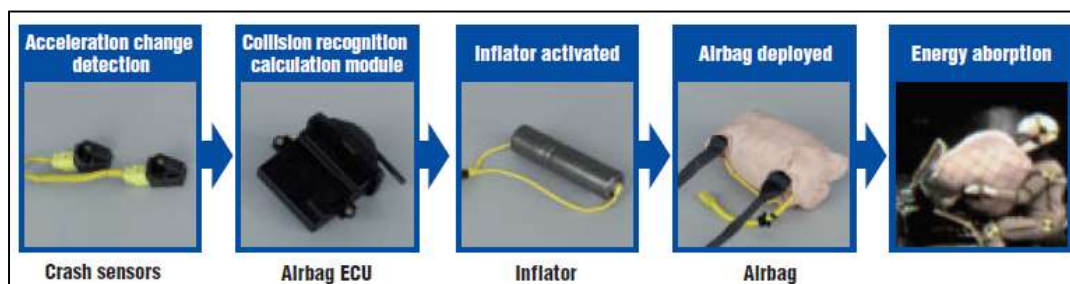 Acceleration change
detection
Collision recognition
calculation module
Inflator activated
Airbag deployed
Energy aborption
Crash sensors
Airbag ECU
Inflator
Airbag